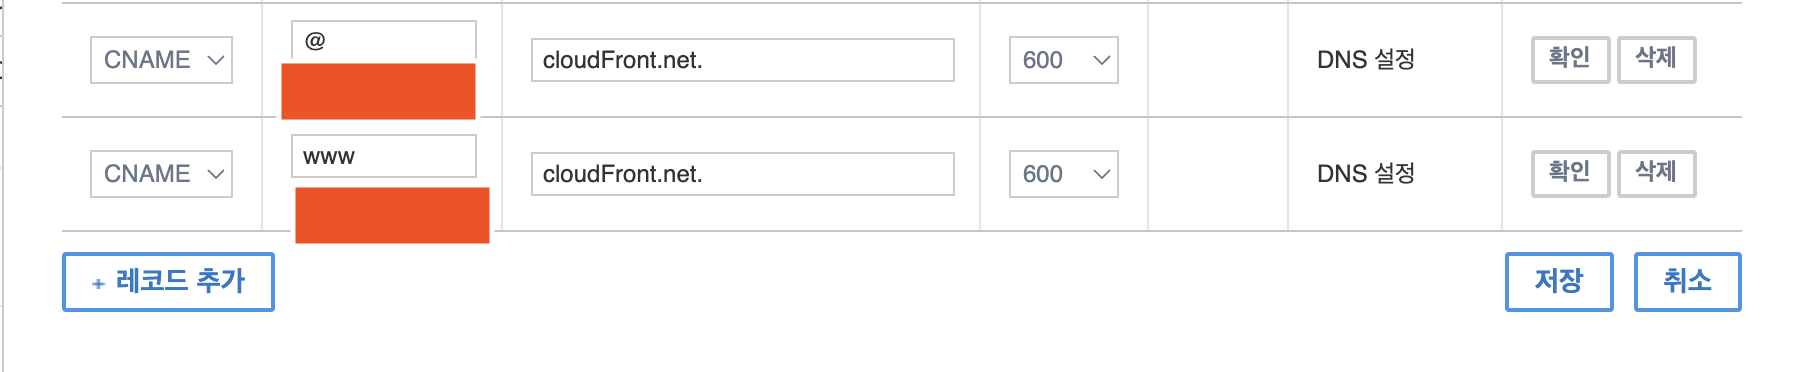 CNAME @ cloudFront.net. 600 DNS 설정 확인 삭제
CNAME www cloudFront.net. 600 DNS 설정 확인 삭제
+ 레코드 추가 저장 취소